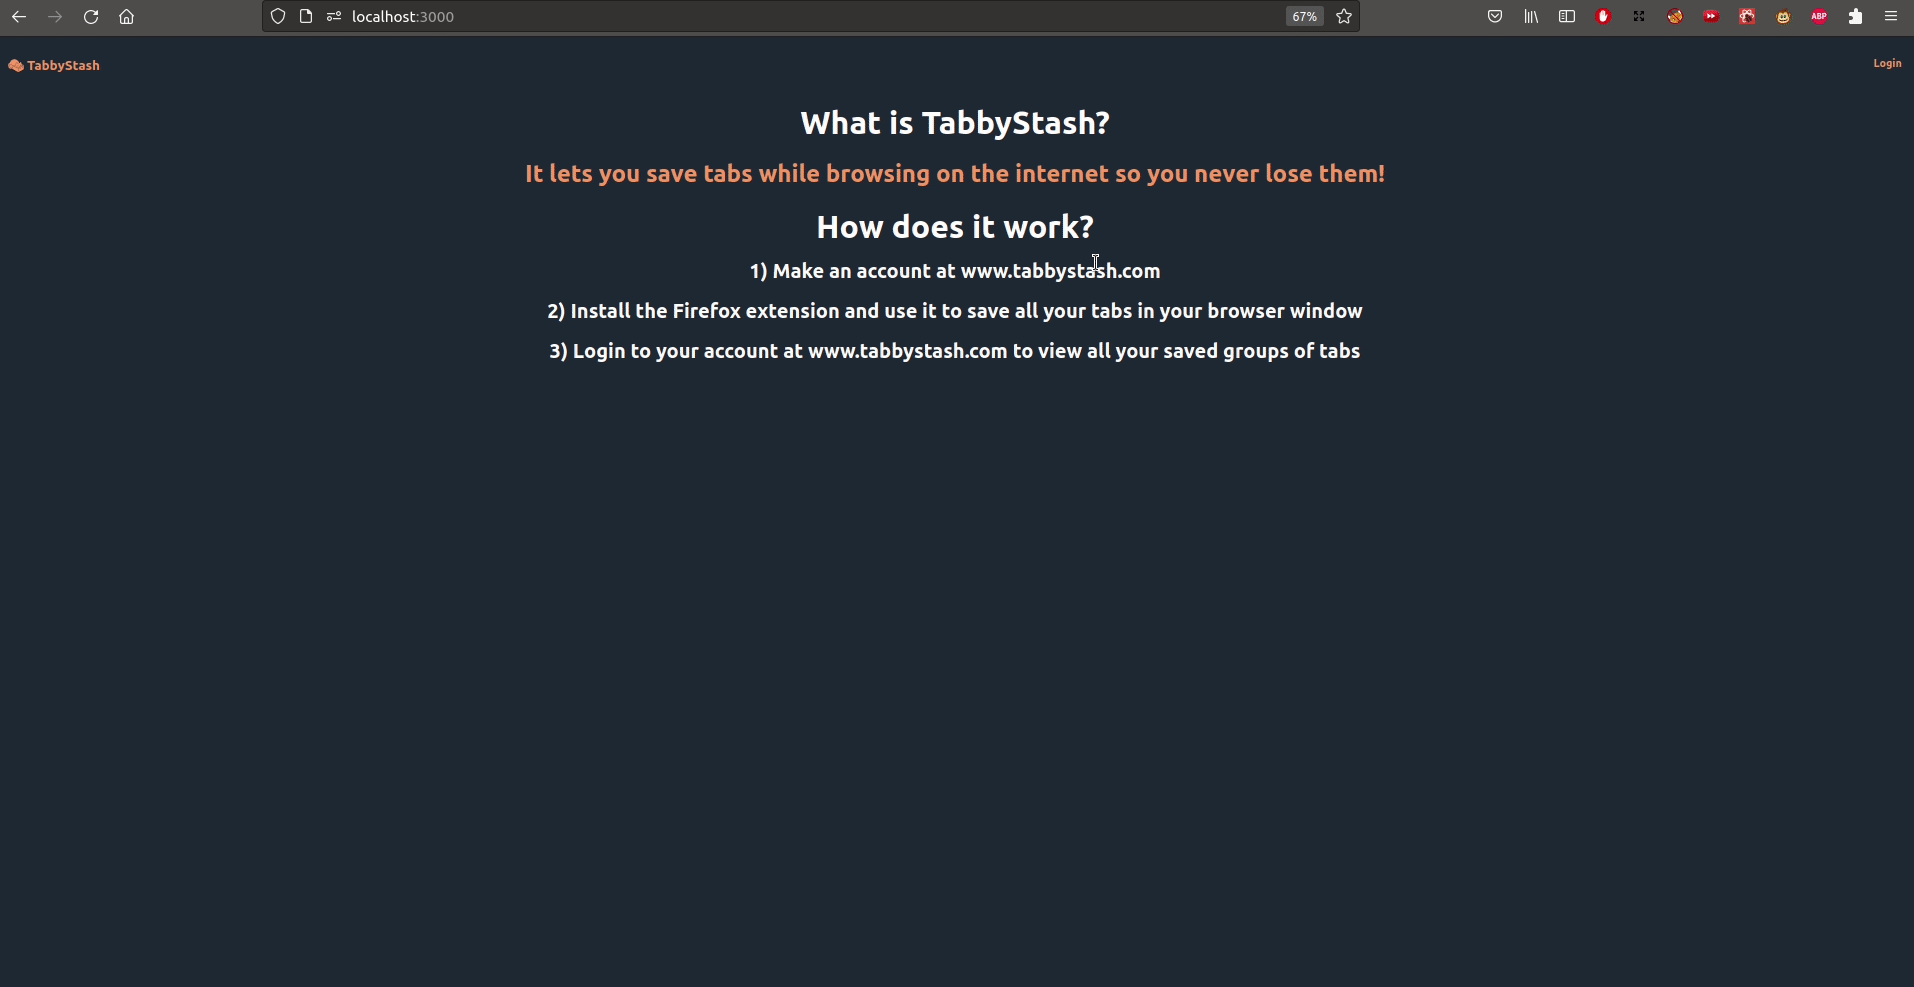 localhost:3000
67%
ABP
TabbyStash
Login
What is TabbyStash?
It lets you save tabs while browsing on the internet so you never lose them!
How does it work?
1) Make an account at www.tabbystash.com
2) Install the Firefox extension and use it to save all your tabs in your browser window
3) Login to your account at www.tabbystash.com to view all your saved groups of tabs